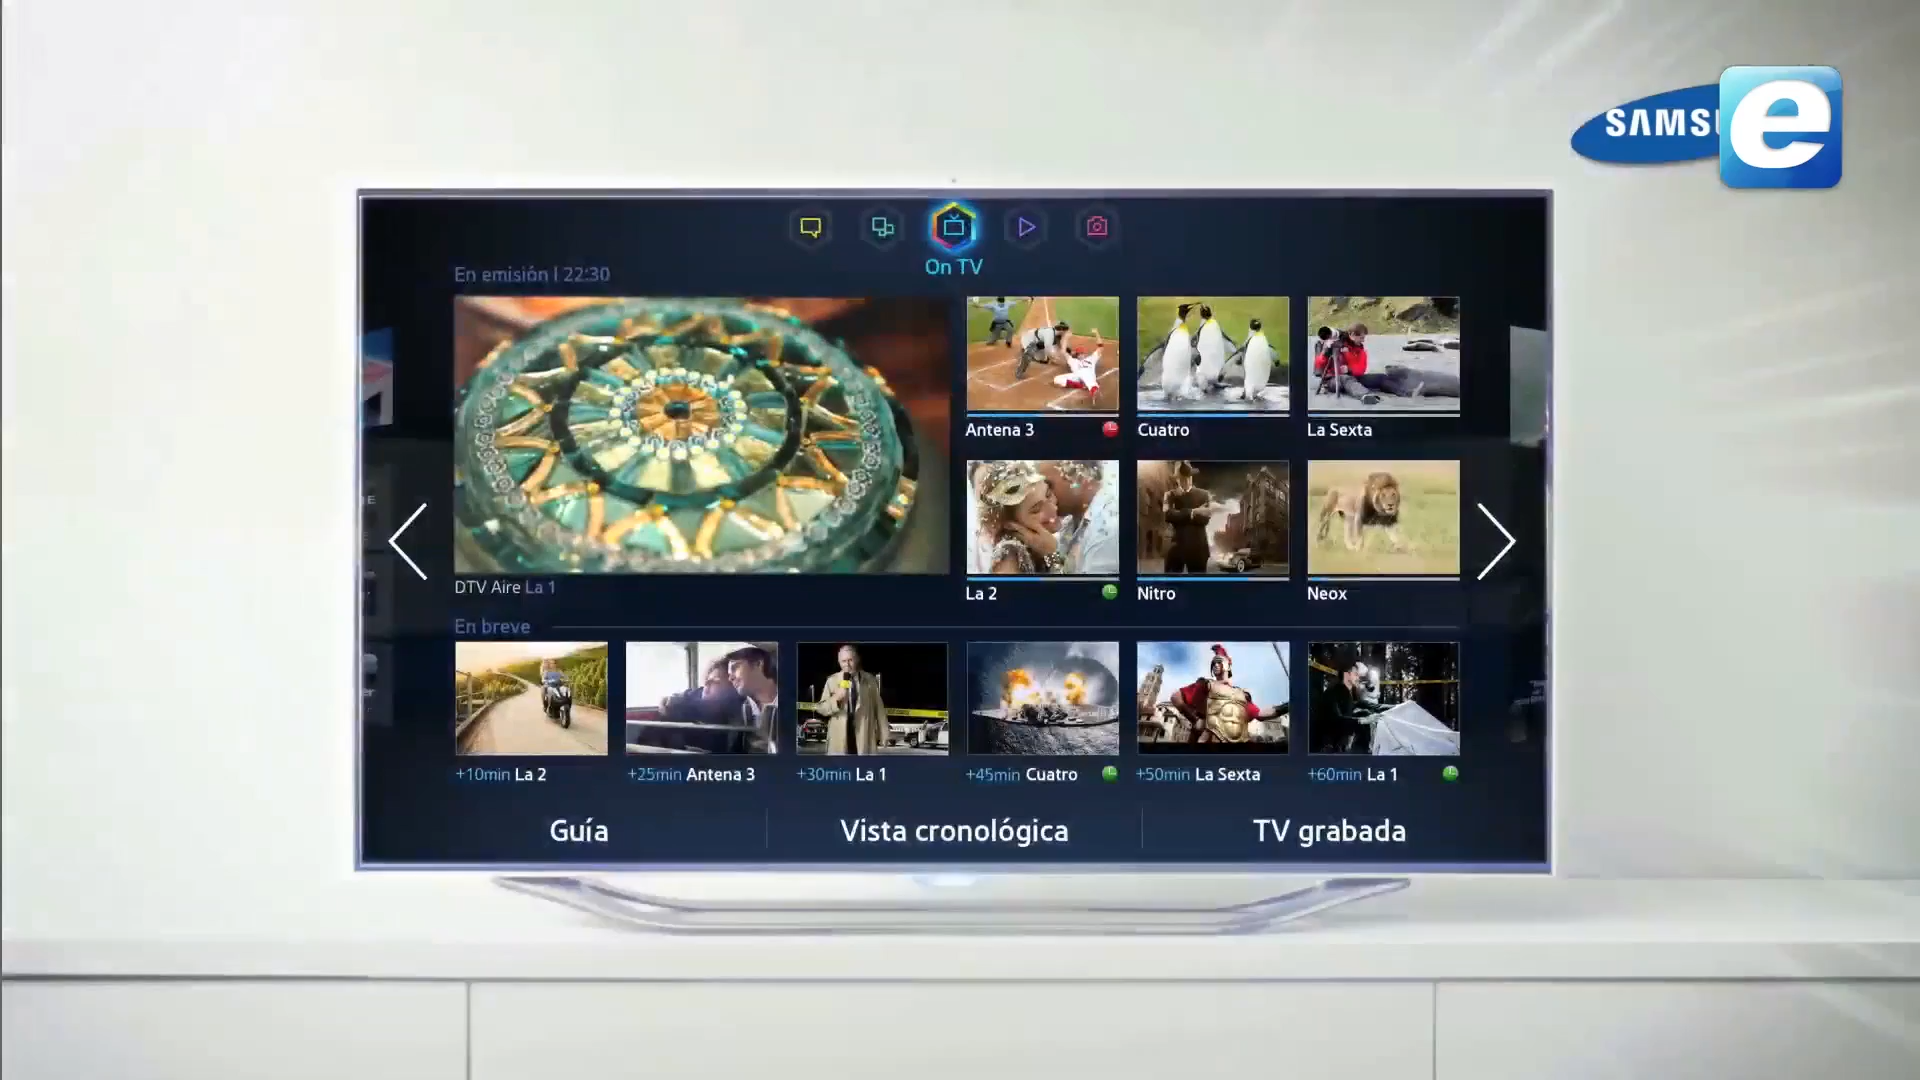 SAMSU
e
On TV
En emisión | 22:30
Antena 3
Cuatro
La Sexta
DTV Aire La 1
La 2
Nitro
Neox
En breve
+10min La 2
+25min Antena 3
+30min La 1
+45min Cuatro
+50min La Sexta
+60min La 1
Guía
Vista cronológica
TV grabada